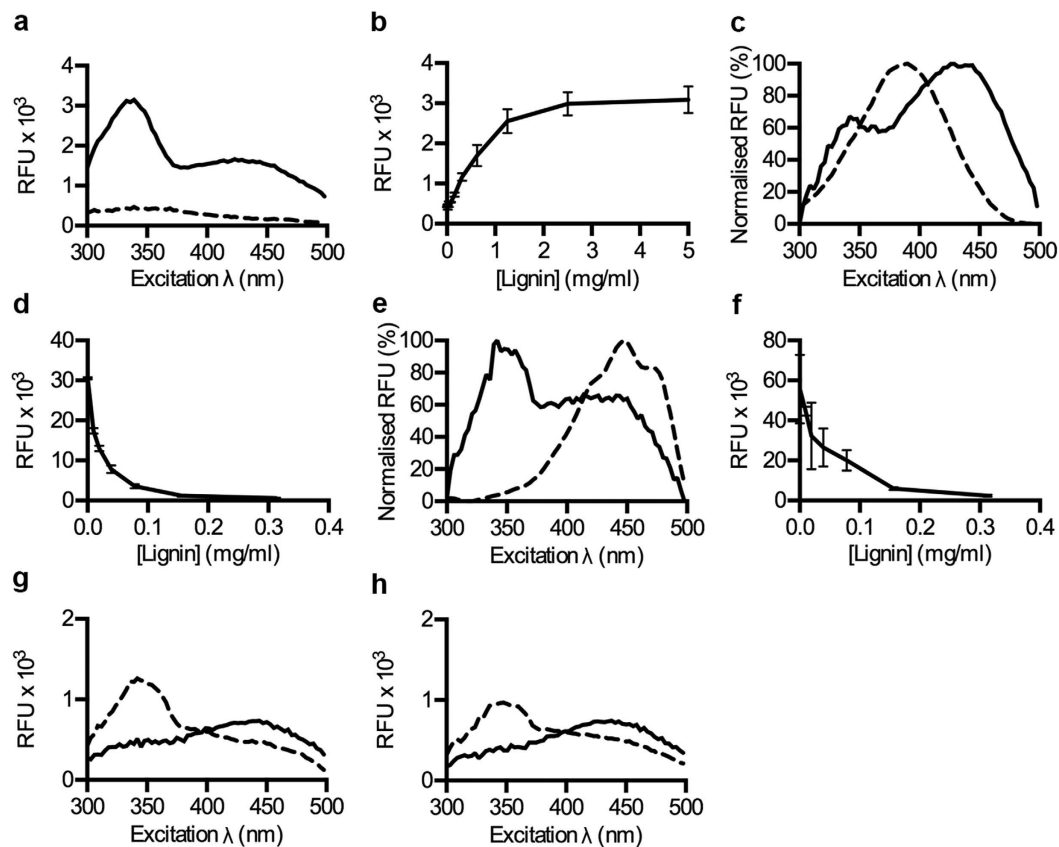 a
4
3
2
1
0
RFU x 10³
300 350 400 450 500
Excitation λ (nm)
b
4
3
2
1
0
RFU x 10³
0 1 2 3 4 5
[Lignin] (mg/ml)
c
100
80
60
40
20
0
Normalised RFU (%)
300 350 400 450 500
Excitation λ (nm)
d
40
30
20
10
0
RFU x 10³
0.0 0.1 0.2 0.3 0.4
[Lignin] (mg/ml)
e
100
80
60
40
20
0
Normalised RFU (%)
300 350 400 450 500
Excitation λ (nm)
f
80
60
40
20
0
RFU x 10³
0.0 0.1 0.2 0.3 0.4
[Lignin] (mg/ml)
g
2
1
0
RFU x 10³
300 350 400 450 500
Excitation λ (nm)
h
2
1
0
RFU x 10³
300 350 400 450 500
Excitation λ (nm)